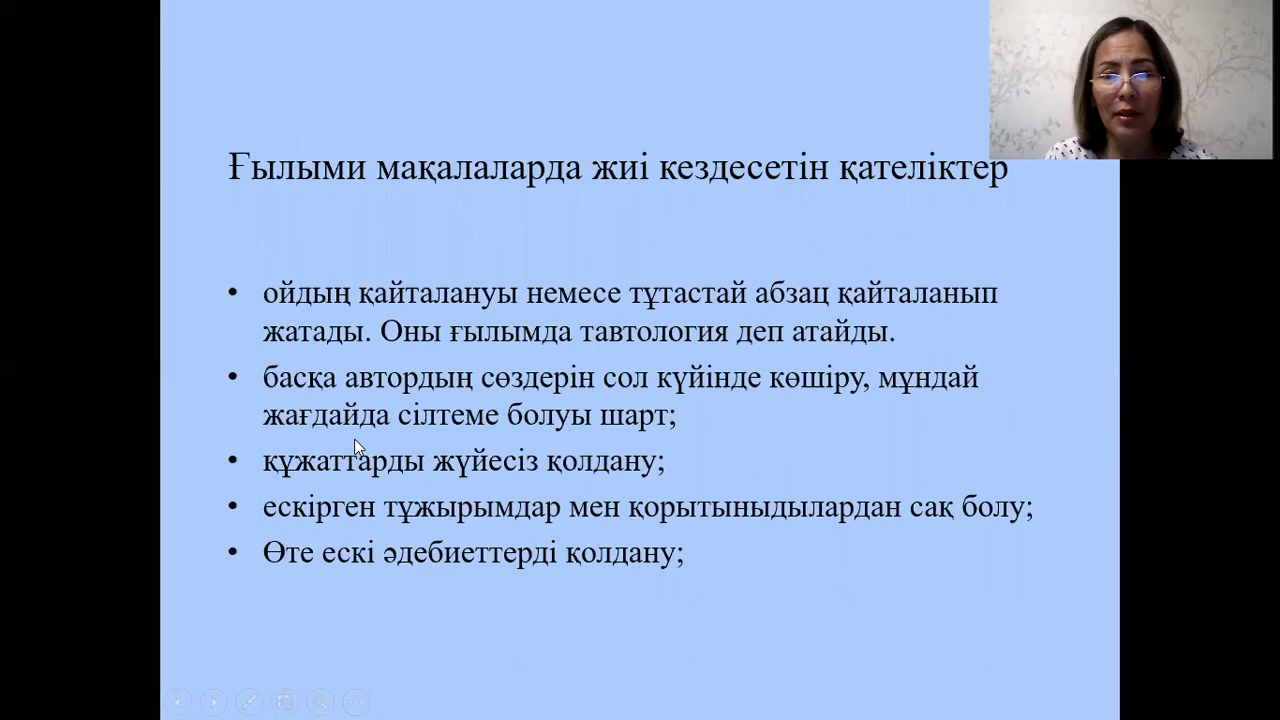 Ғылыми мақалаларда жиі кездесетін қателіктер
• ойдың қайталануы немесе тұтастай абзац қайталанып
жатады. Оны ғылымда тавтология деп атайды.
• басқа автордың сөздерін сол күйінде көшіру, мұндай
жағдайда сілтеме болуы шарт;
• құжаттарды жүйесіз қолдану;
• ескірген тұжырымдар мен қорытыныдылардан сақ болу;
• Өте ескі әдебиеттерді қолдану;